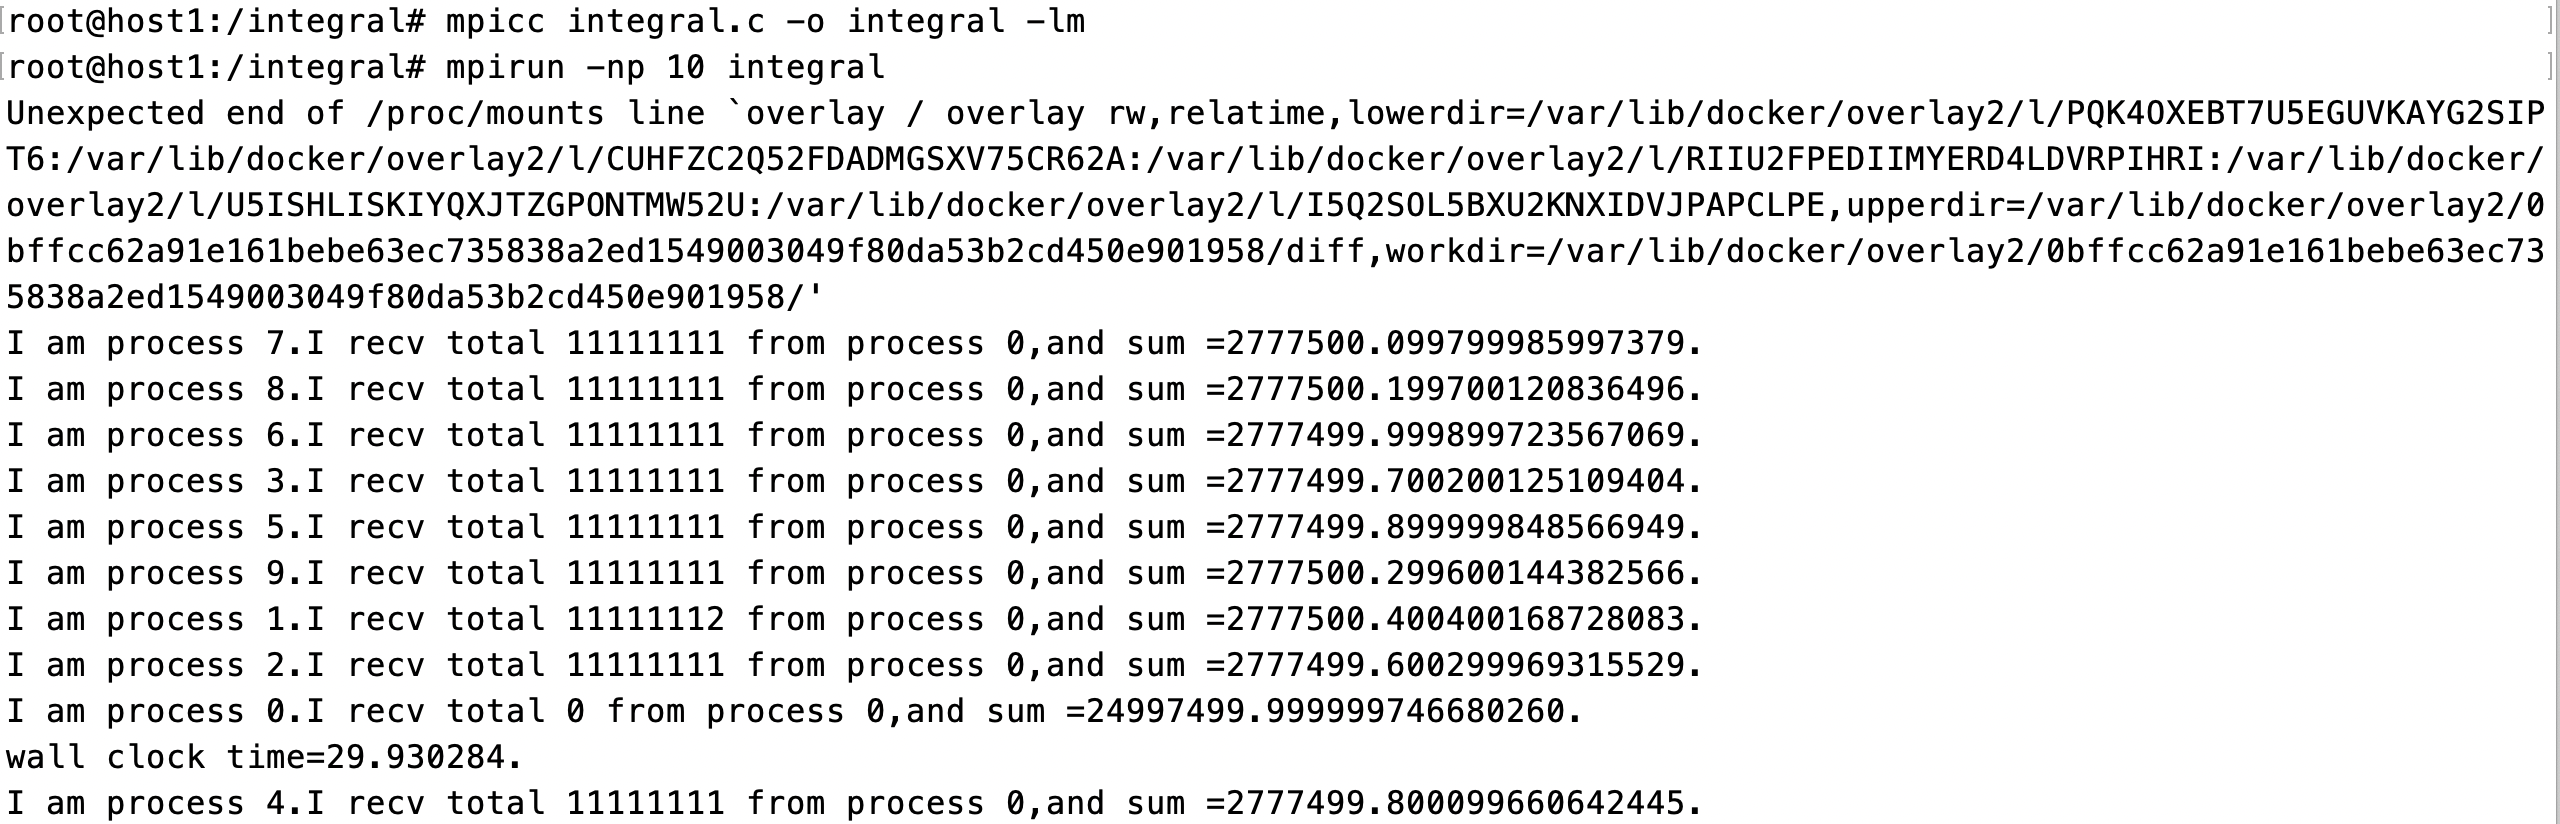 [root@host1:/integral# mpicc integral.c -o integral -lm ]
[root@host1:/integral# mpirun -np 10 integral ]
Unexpected end of /proc/mounts line `overlay / overlay rw,relatime,lowerdir=/var/lib/docker/overlay2/l/PQK4OXEBT7U5EGUVKAYG2SIP
T6:/var/lib/docker/overlay2/l/CUHFZC2Q52FDADMGSXV75CR62A:/var/lib/docker/overlay2/l/RIIU2FPEDIIMYERD4LDVRPIHRI:/var/lib/docker/
overlay2/l/U5ISHLISKIYQXJTZGPONTMW52U:/var/lib/docker/overlay2/l/I5Q2SOL5BXU2KNXIDVJPAPCLPE,upperdir=/var/lib/docker/overlay2/0
bffcc62a91e161bebe63ec735838a2ed1549003049f80da53b2cd450e901958/diff,workdir=/var/lib/docker/overlay2/0bffcc62a91e161bebe63ec73
5838a2ed1549003049f80da53b2cd450e901958/'
I am process 7.I recv total 11111111 from process 0,and sum =2777500.099799985997379.
I am process 8.I recv total 11111111 from process 0,and sum =2777500.199700120836496.
I am process 6.I recv total 11111111 from process 0,and sum =2777499.999899723567069.
I am process 3.I recv total 11111111 from process 0,and sum =2777499.700200125109404.
I am process 5.I recv total 11111111 from process 0,and sum =2777499.899999848566949.
I am process 9.I recv total 11111111 from process 0,and sum =2777500.299600144382566.
I am process 1.I recv total 11111112 from process 0,and sum =2777500.400400168728083.
I am process 2.I recv total 11111111 from process 0,and sum =2777499.600299969315529.
I am process 0.I recv total 0 from process 0,and sum =24997499.999999746680260.
wall clock time=29.930284.
I am process 4.I recv total 11111111 from process 0,and sum =2777499.800099660642445.